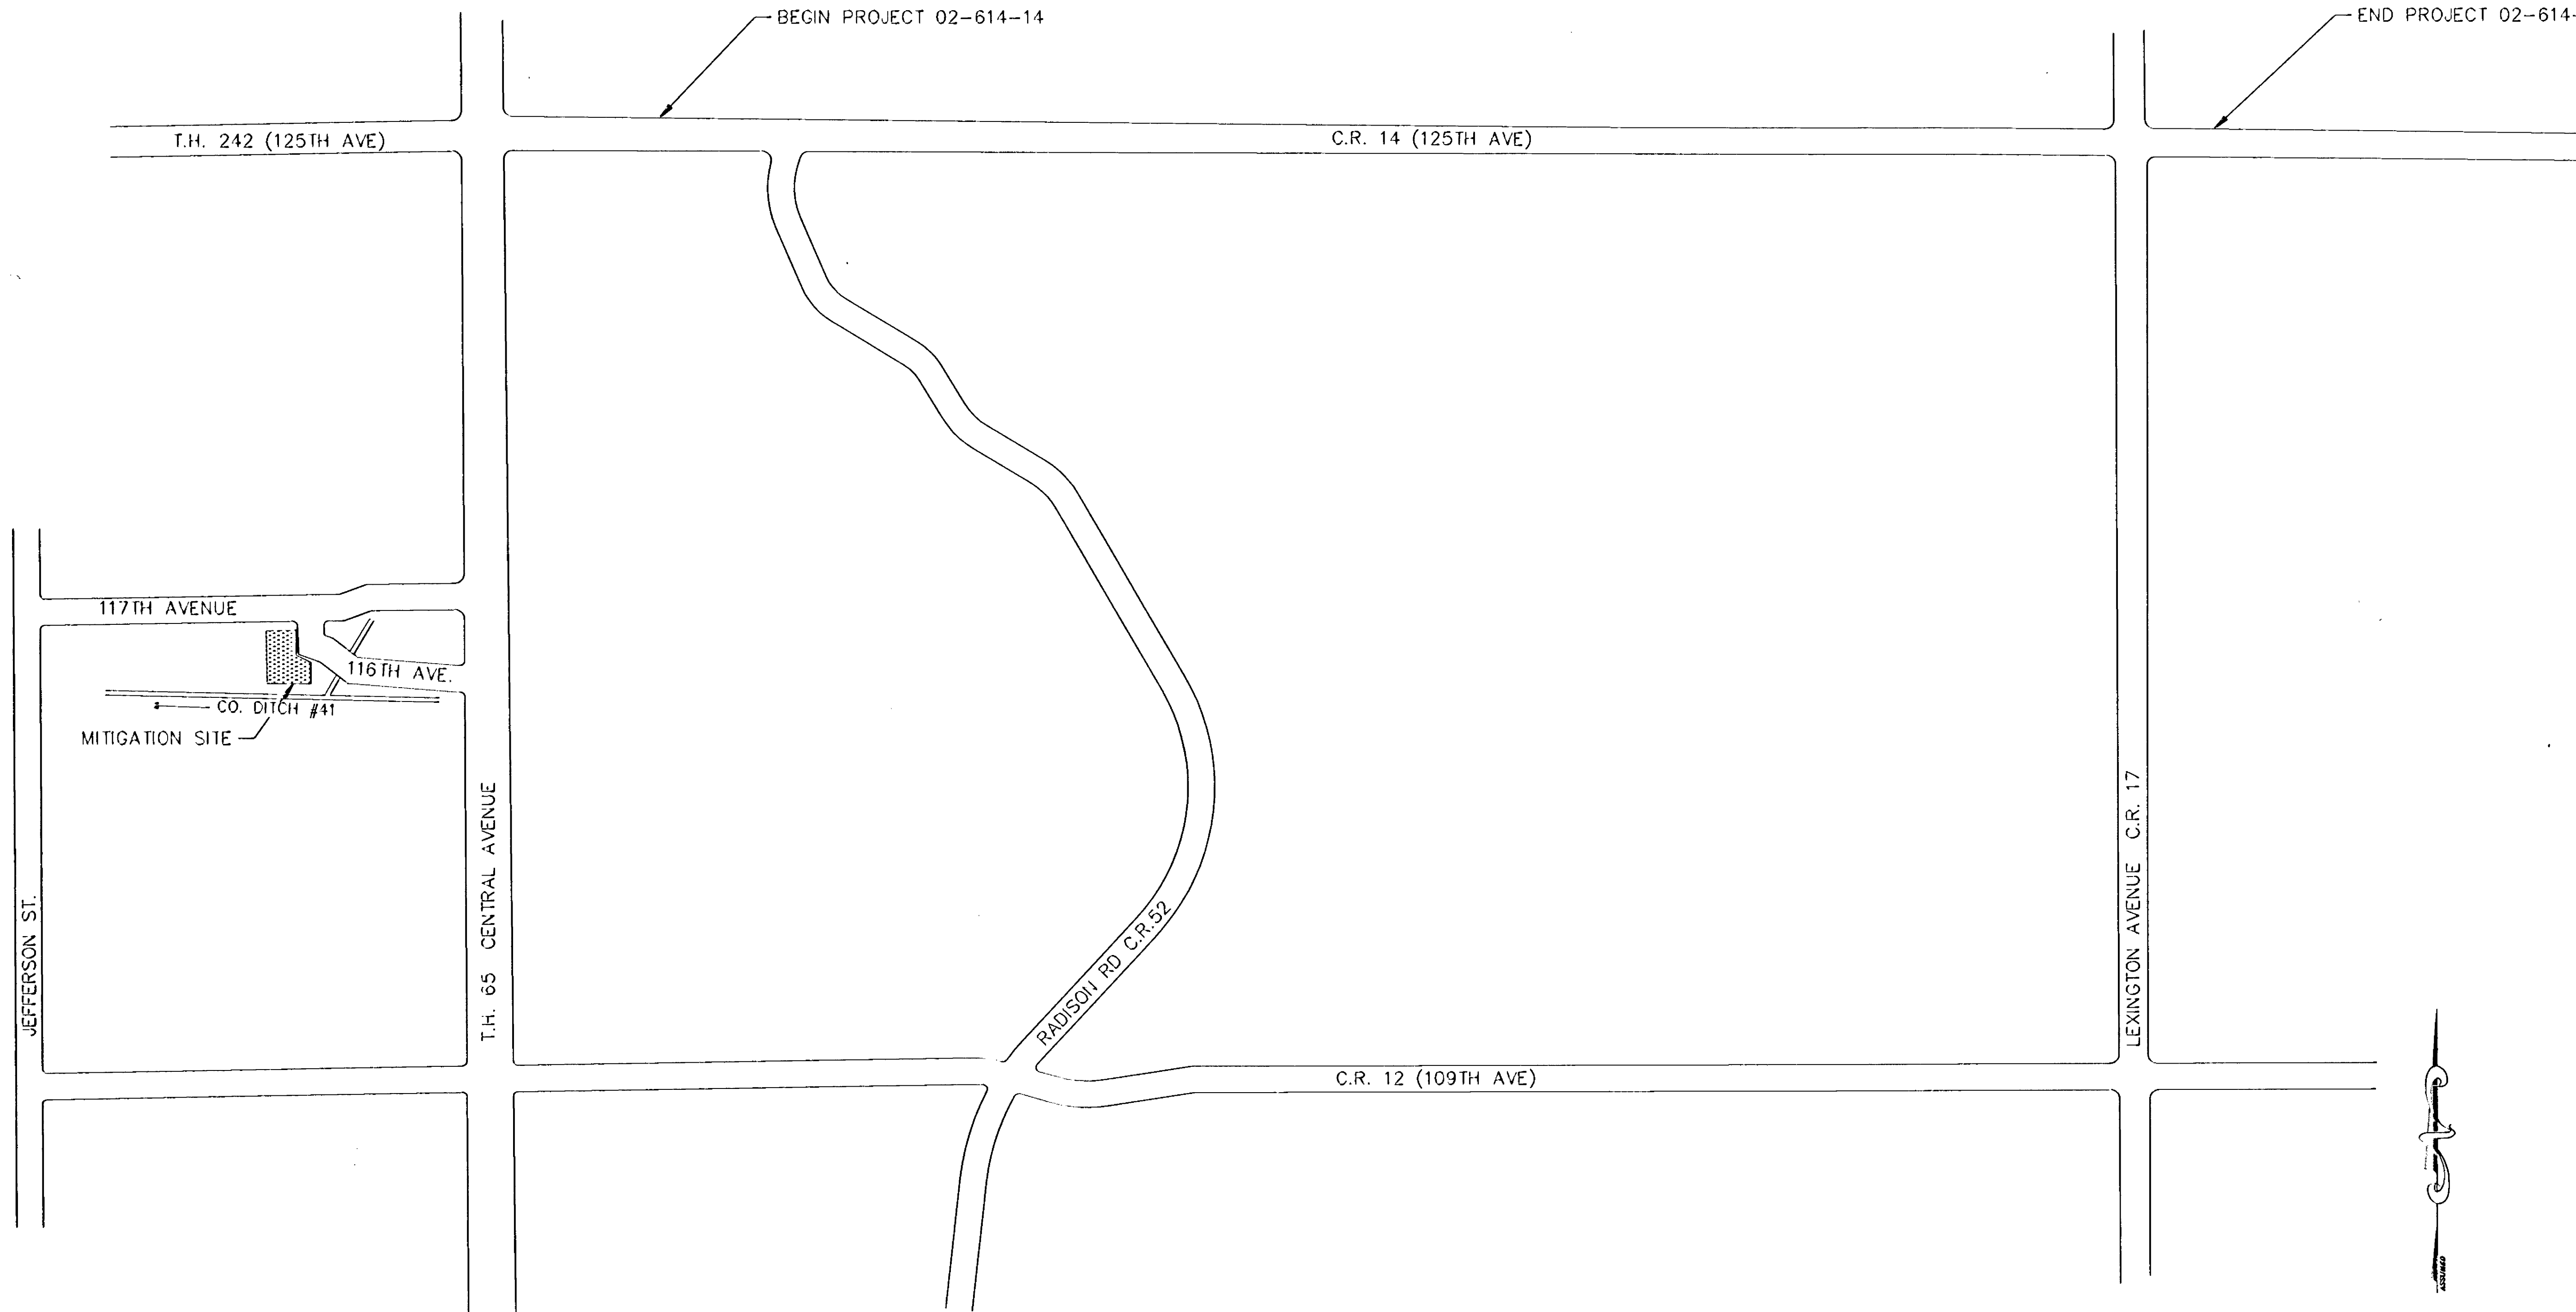 BEGIN PROJECT 02-614-14
END PROJECT 02-614-
T.H. 242 (125TH AVE)
C.R. 14 (125TH AVE)
117TH AVENUE
116TH AVE.
CO. DITCH #41
MITIGATION SITE
JEFFERSON ST.
T.H. 65 CENTRAL AVENUE
RADISON RD C.R.52
LEXINGTON AVENUE C.R. 17
C.R. 12 (109TH AVE)
ASSUMED